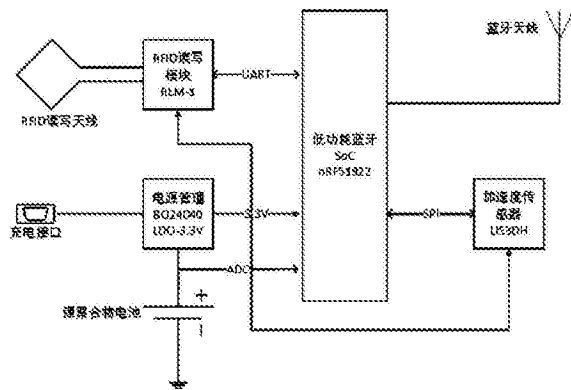 RFID读写
模块
RLM-3
UART
RFID读写天线
蓝牙天线
低功耗蓝牙
SoC
nRF51922
电源管理
BQ24040
LDO-3.3V
3.3V
充电接口
ADC
加速度传
感器
LIS3DH
SPI
锂聚合物电池
+